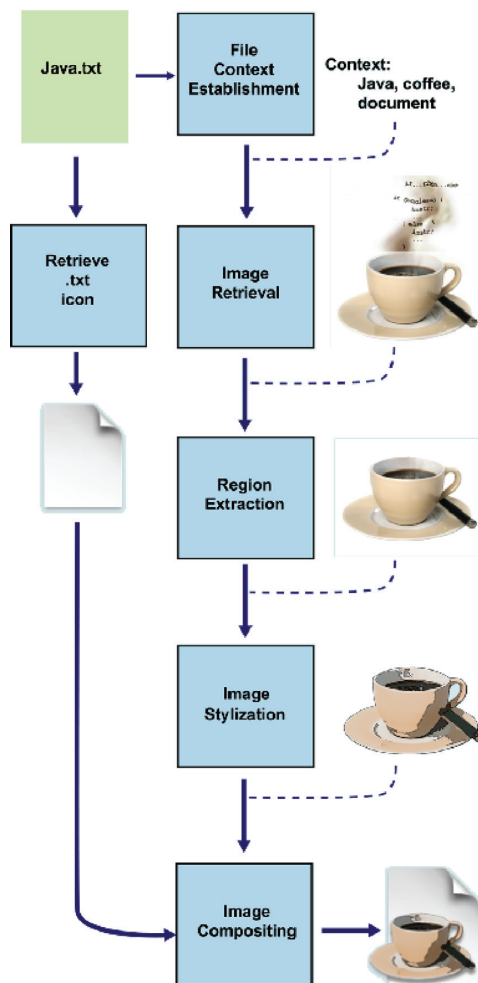 Java.txt
File
Context
Establishment
Context:
Java, coffee,
document
Retrieve
.txt
icon
Image
Retrieval
Region
Extraction
Image
Stylization
Image
Compositing